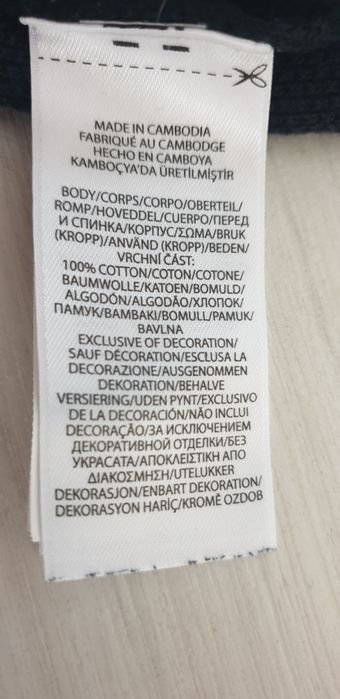 MADE IN CAMBODIA
FABRIQUÉ AU CAMBODGE
HECHO EN CAMBOYA
KAMBOÇYA'DA ÜRETİLMİŞTİR
BODY/CORPS/CORPO/OBERTEIL/
ROMP/HOVEDDEL/CUERPO/ПЕРЕД
И СПИНКА/КОРПУС/ΣΩΜΑ/BRUK
(KROPP)/ANVÄND (KROPP)/BEDEN/
VRCHNÍ ČÁST:
100% COTTON/COTON/COTONE/
BAUMWOLLE/KATOEN/BOMULD/
ALGODÓN/ALGODÃO/ХЛОПОК/
ПАМУК/ΒΑΜΒΑΚΙ/BOMULL/PAMUK/
BAVLNA
EXCLUSIVE OF DECORATION/
SAUF DÉCORATION/ESCLUSA LA
DECORAZIONE/AUSGENOMMEN
DEKORATION/BEHALVE
VERSIERING/UDEN PYNT/EXCLUSIVO
DE LA DECORACIÓN/NÃO INCLUI
DECORAÇÃO/ЗА ИСКЛЮЧЕНИЕМ
ДЕКОРАТИВНОЙ ОТДЕЛКИ/БЕЗ
УКРАСАТА/ΑΠΟΚΛΕΙΣΤΙΚΗ ΑΠΟ
ΔΙΑΚΟΣΜΗΣΗ/UTELUKKER
DEKORASJON/ENBART DEKORATION/
DEKORASYON HARİÇ/KROMĚ OZDOB